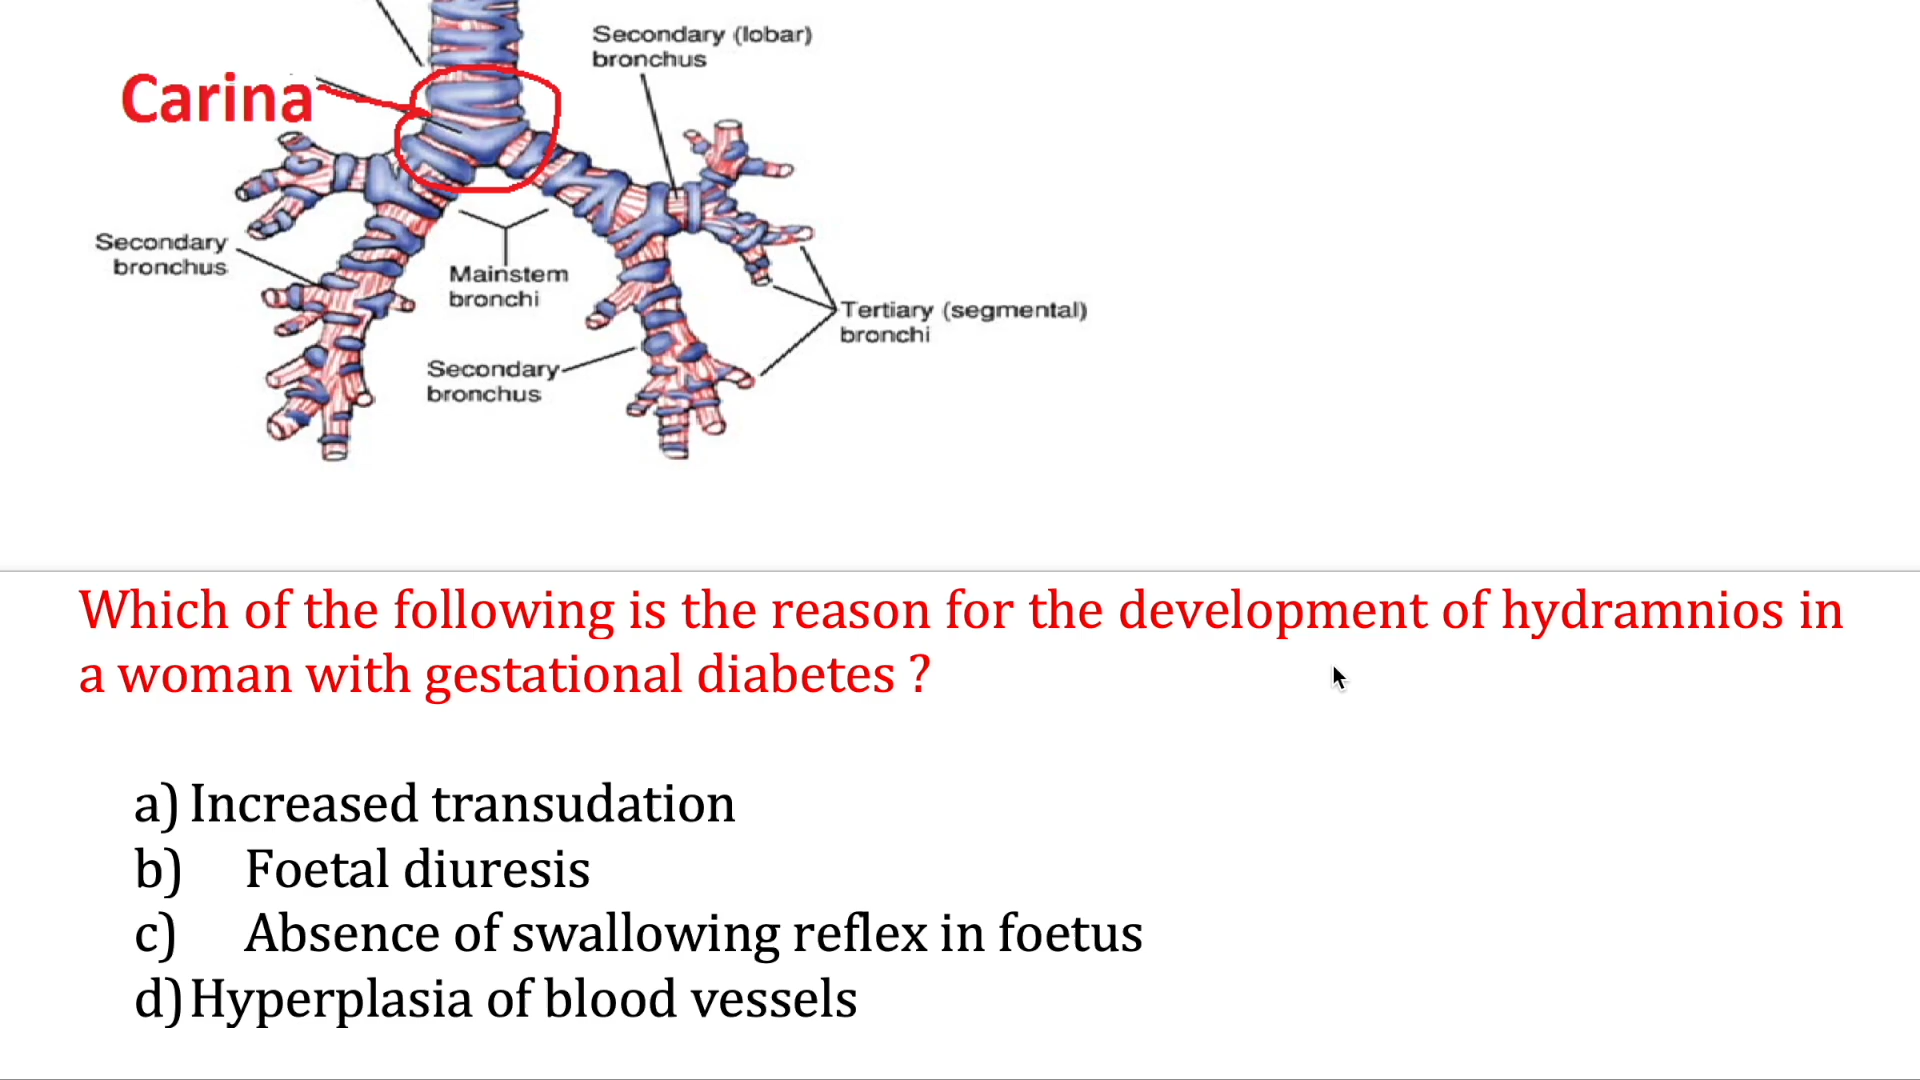 Secondary (lobar)
bronchus
Carina
Secondary
bronchus
Mainstem
bronchi
Tertiary (segmental)
bronchi
Secondary
bronchus
Which of the following is the reason for the development of hydramnios in
a woman with gestational diabetes ?
a) Increased transudation
b) Foetal diuresis
c) Absence of swallowing reflex in foetus
d) Hyperplasia of blood vessels